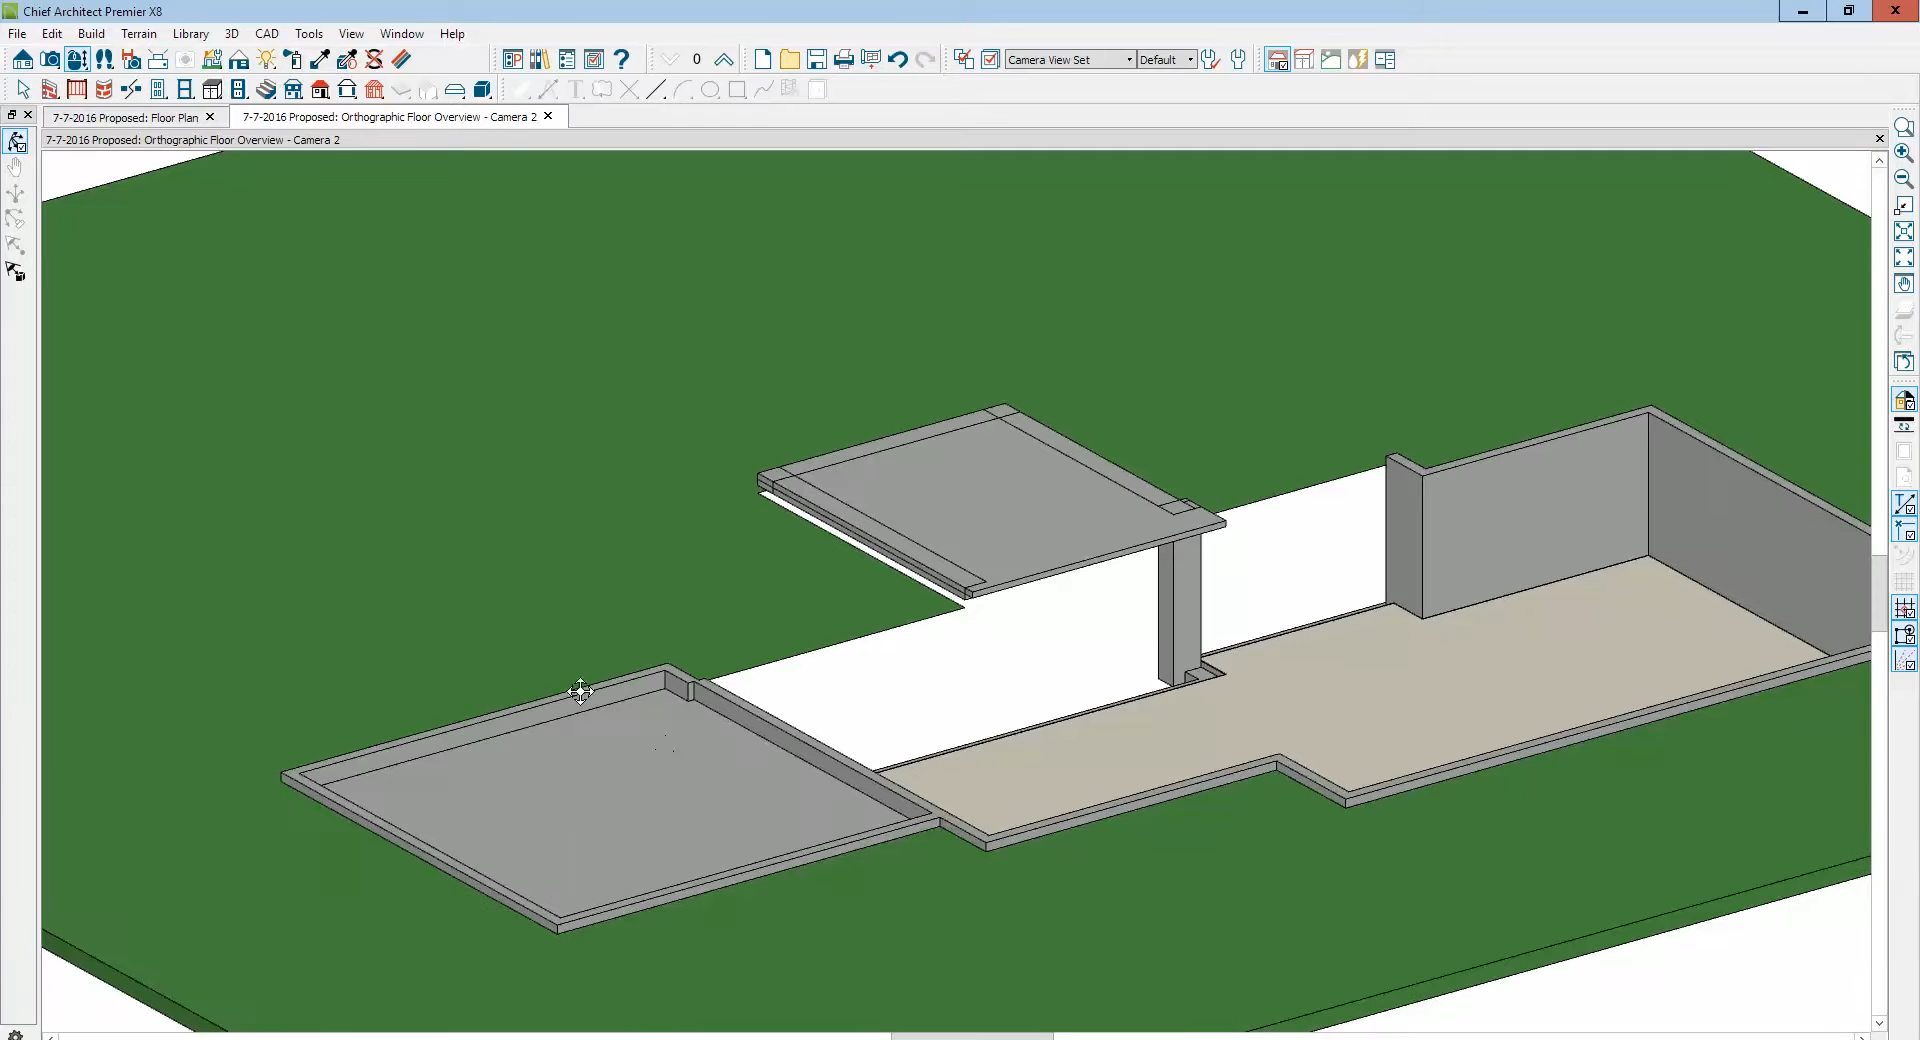 Chief Architect Premier X8
File Edit Build Terrain Library 3D CAD Tools View Window Help
0 Camera View Set Default
T
7-7-2016 Proposed: Floor Plan 7-7-2016 Proposed: Orthographic Floor Overview - Camera 2
7-7-2016 Proposed: Orthographic Floor Overview - Camera 2